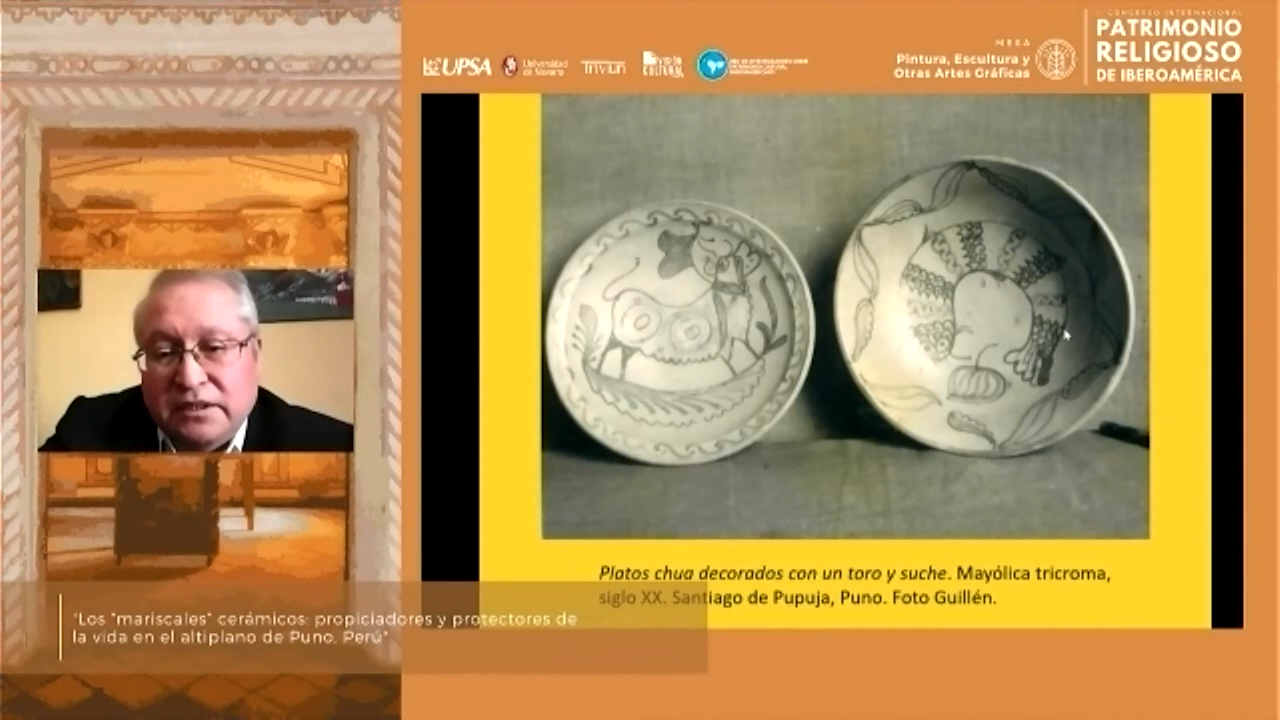 CONGRESO INTERNACIONAL
PATRIMONIO
RELIGIOSO
DE IBEROAMÉRICA
MESA
Pintura, Escultura y
Otras Artes Gráficas
UPSA
Universidad
de Navarra
CULTURAL
Platos chua decorados con un toro y suche. Mayólica tricroma,
siglo XX. Santiago de Pupuja, Puno. Foto Guillén.
"Los "mariscales" cerámicos: propiciadores y protectores de
la vida en el altiplano de Puno. Perú"